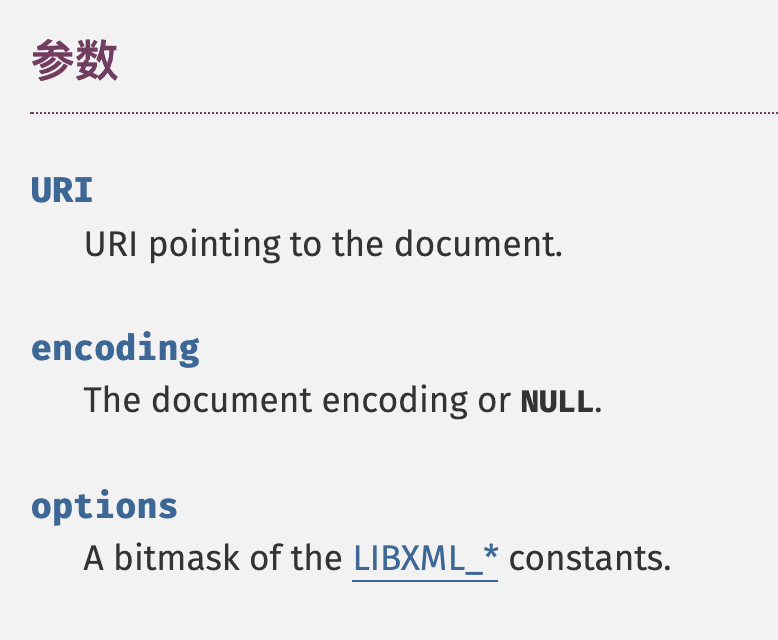 参数
URI
URI pointing to the document.
encoding
The document encoding or NULL.
options
A bitmask of the LIBXML_* constants.